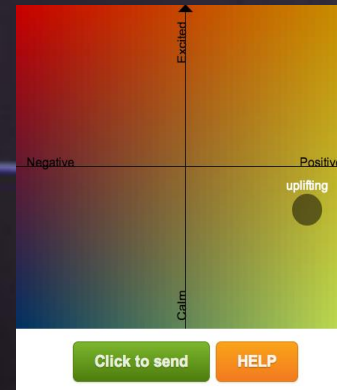 Excited
Negative
Positive
uplifting
Calm
Click to send
HELP